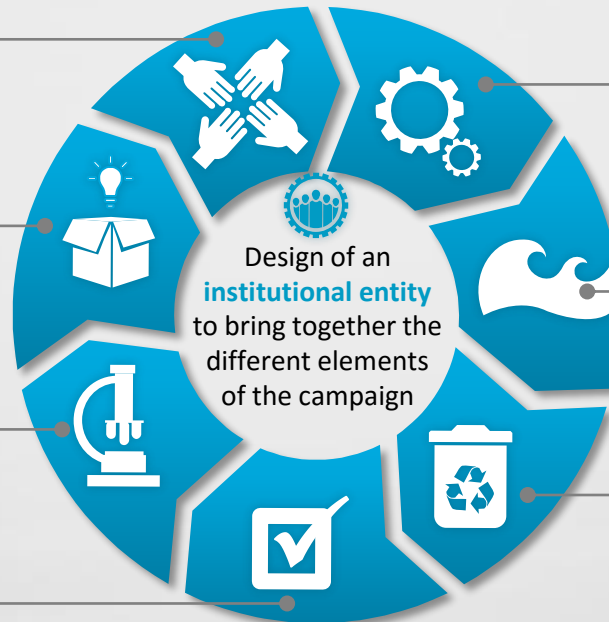 Design of an
institutional entity
to bring together the
different elements
of the campaign